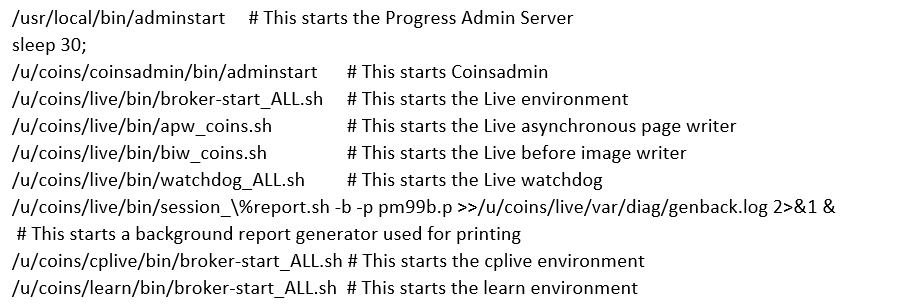 /usr/local/bin/adminstart # This starts the Progress Admin Server
sleep 30;
/u/coins/coinsadmin/bin/adminstart # This starts Coinsadmin
/u/coins/live/bin/broker-start_ALL.sh # This starts the Live environment
/u/coins/live/bin/apw_coins.sh # This starts the Live asynchronous page writer
/u/coins/live/bin/biw_coins.sh # This starts the Live before image writer
/u/coins/live/bin/watchdog_ALL.sh # This starts the Live watchdog
/u/coins/live/bin/session_\%report.sh -b -p pm99b.p >>/u/coins/live/var/diag/genback.log 2>&1 &
# This starts a background report generator used for printing
/u/coins/cplive/bin/broker-start_ALL.sh # This starts the cplive environment
/u/coins/learn/bin/broker-start_ALL.sh # This starts the learn environment